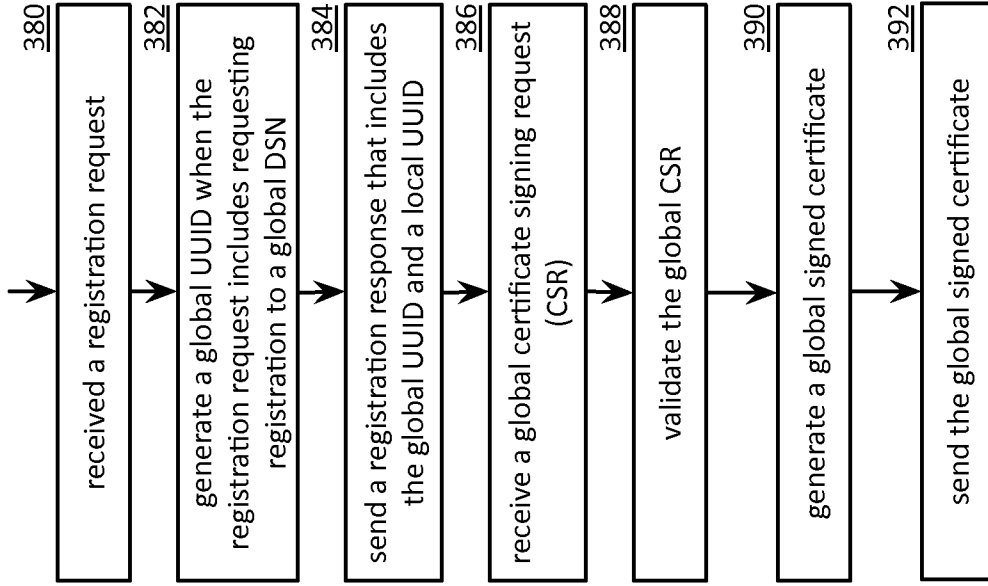 380
received a registration request
382
generate a global UUID when the
registration request includes requesting
registration to a global DSN
384
send a registration response that includes
the global UUID and a local UUID
386
receive a global certificate signing request
(CSR)
388
validate the global CSR
390
generate a global signed certificate
392
send the global signed certificate